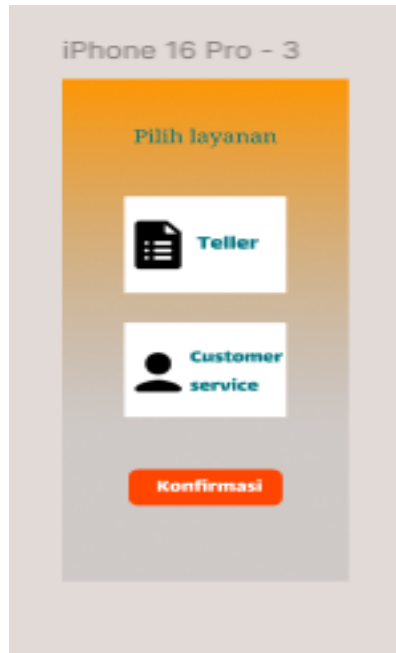 iPhone 16 Pro - 3
Pilih layanan
Teller
Customer
service
Konfirmasi